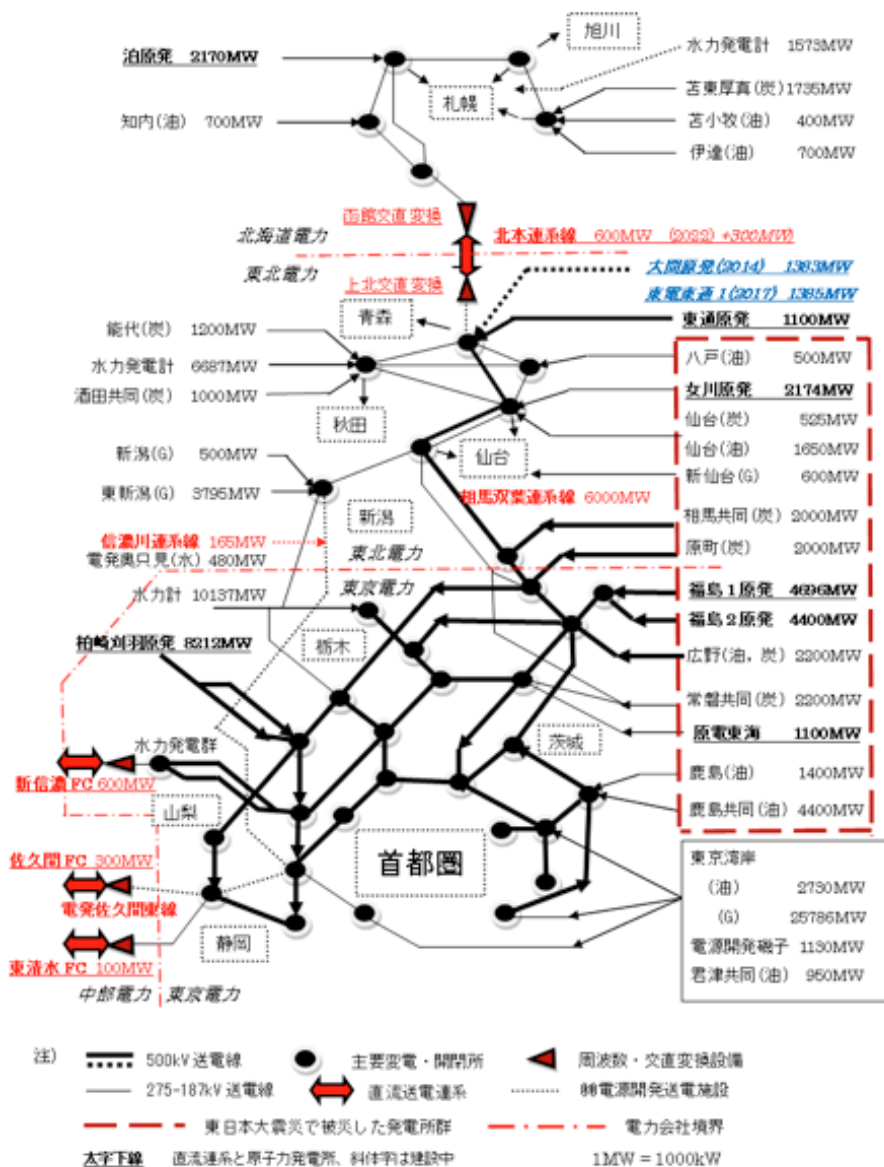 泊原発 2170MW
旭川
水力発電計 1573MW
札幌
苫東厚真(炭)1735MW
知内(油) 700MW
苫小牧(油) 400MW
伊達(油) 700MW
函館交直変換
北海道電力
北本連系線 600MW (2022) +300MW)
東北電力
上北交直変換
大間原発(2014) 1383MW
東電東通1(2017) 1385MW
青森
東通原発 1100MW
能代(炭) 1200MW
八戸(油) 500MW
水力発電計 6687MW
女川原発 2174MW
酒田共同(炭) 1000MW
仙台(炭) 525MW
秋田
仙台(油) 1650MW
新潟(G) 500MW
仙台
新仙台(G) 600MW
東新潟(G) 3795MW
相馬双葉連系線 6000MW
新潟
相馬共同(炭) 2000MW
信濃川連系線 165MW
東北電力
原町(炭) 2000MW
電発奥只見(水) 480MW
東京電力
福島1原発 4696MW
水力計 10137MW
福島2原発 4400MW
栃木
柏崎刈羽原発 8212MW
広野(油，炭) 2200MW
常磐共同(炭) 2200MW
原電東海 1100MW
茨城
水力発電群
新信濃FC 600MW
鹿島(油) 1400MW
山梨
鹿島共同(油) 4400MW
首都圏
佐久間FC 300MW
東京湾岸
電発佐久間東線
(油) 2730MW
(G) 25786MW
静岡
電源開発磯子 1130MW
東清水FC 100MW
君津共同(油) 950MW
中部電力 東京電力
注) 500kV 送電線 主要変電・開閉所 周波数・交直変換設備
275-187kV 送電線 直流送電連系 電源開発送電施設
東日本大震災で被災した発電所群 電力会社境界
太字下線 直流連系と原子力発電所、斜体字は建設中 1MW = 1000kW